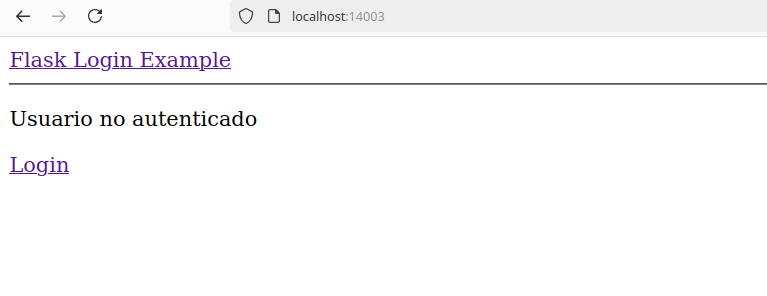 localhost:14003
Flask Login Example
Usuario no autenticado
Login